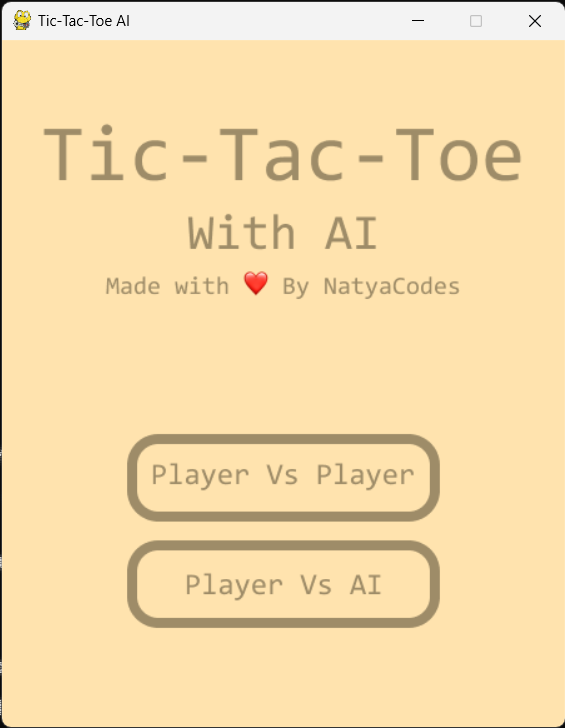 Tic-Tac-Toe AI
Tic-Tac-Toe
With AI
Made with ❤️ By NatyaCodes
Player Vs Player
Player Vs AI